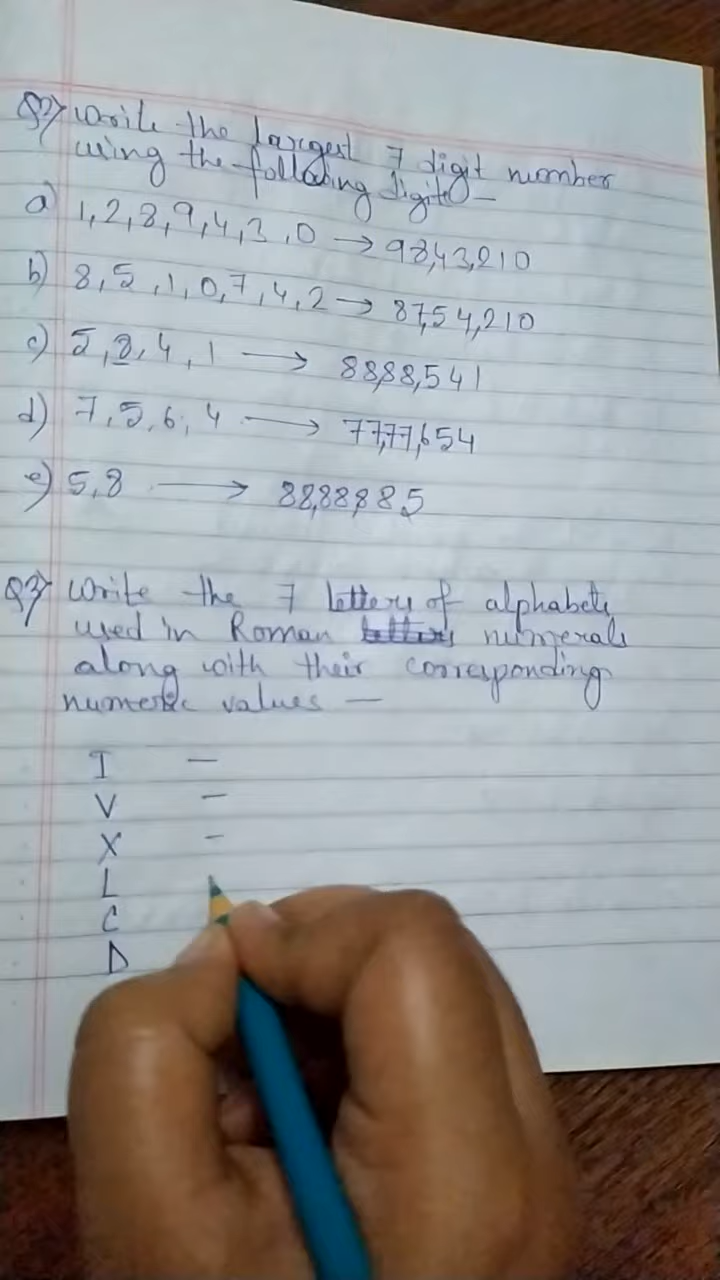 Q2) Write the largest 7 digit number
using the following digits —
a) 1,2,8,9,4,3,0 → 98,43,210
b) 8,5,1,0,7,4,2 → 87,54,210
c) 5,8,4,1 → 88,88,541
d) 7,5,6,4 → 77,77,654
e) 5,8 → 88,88,885
Q3) Write the 7 letters of alphabets
used in Roman letters numerals
along with their corresponding
numeric values —
I —
V —
X —
L
C
D